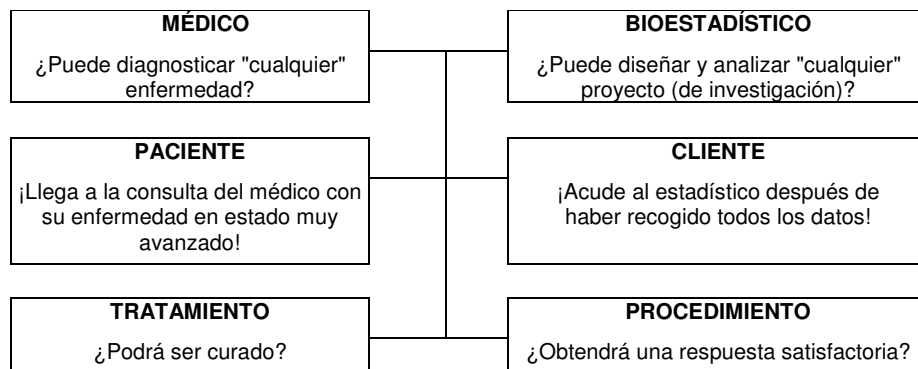 MÉDICO
¿Puede diagnosticar "cualquier"
enfermedad?
BIOESTADÍSTICO
¿Puede diseñar y analizar "cualquier"
proyecto (de investigación)?
PACIENTE
¡Llega a la consulta del médico con
su enfermedad en estado muy
avanzado!
CLIENTE
¡Acude al estadístico después de
haber recogido todos los datos!
TRATAMIENTO
¿Podrá ser curado?
PROCEDIMIENTO
¿Obtendrá una respuesta satisfactoria?